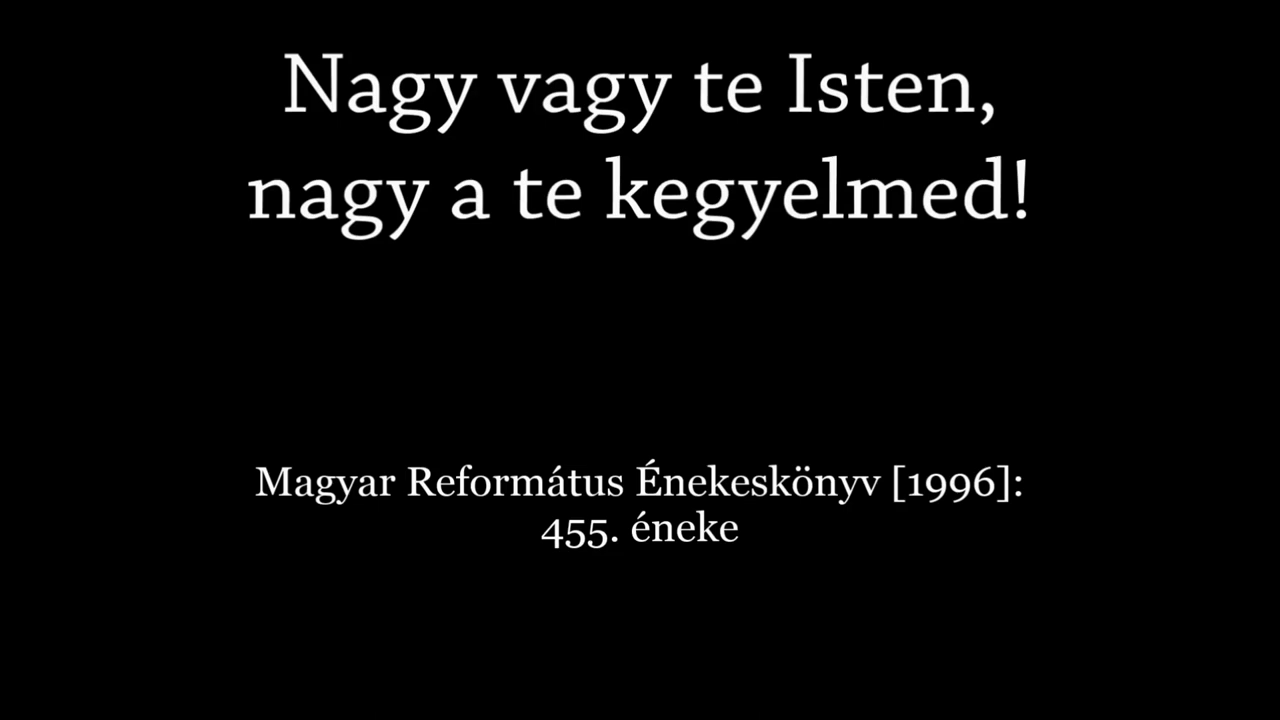 Nagy vagy te Isten,
nagy a te kegyelmed!
Magyar Református Énekeskönyv [1996]:
455. éneke